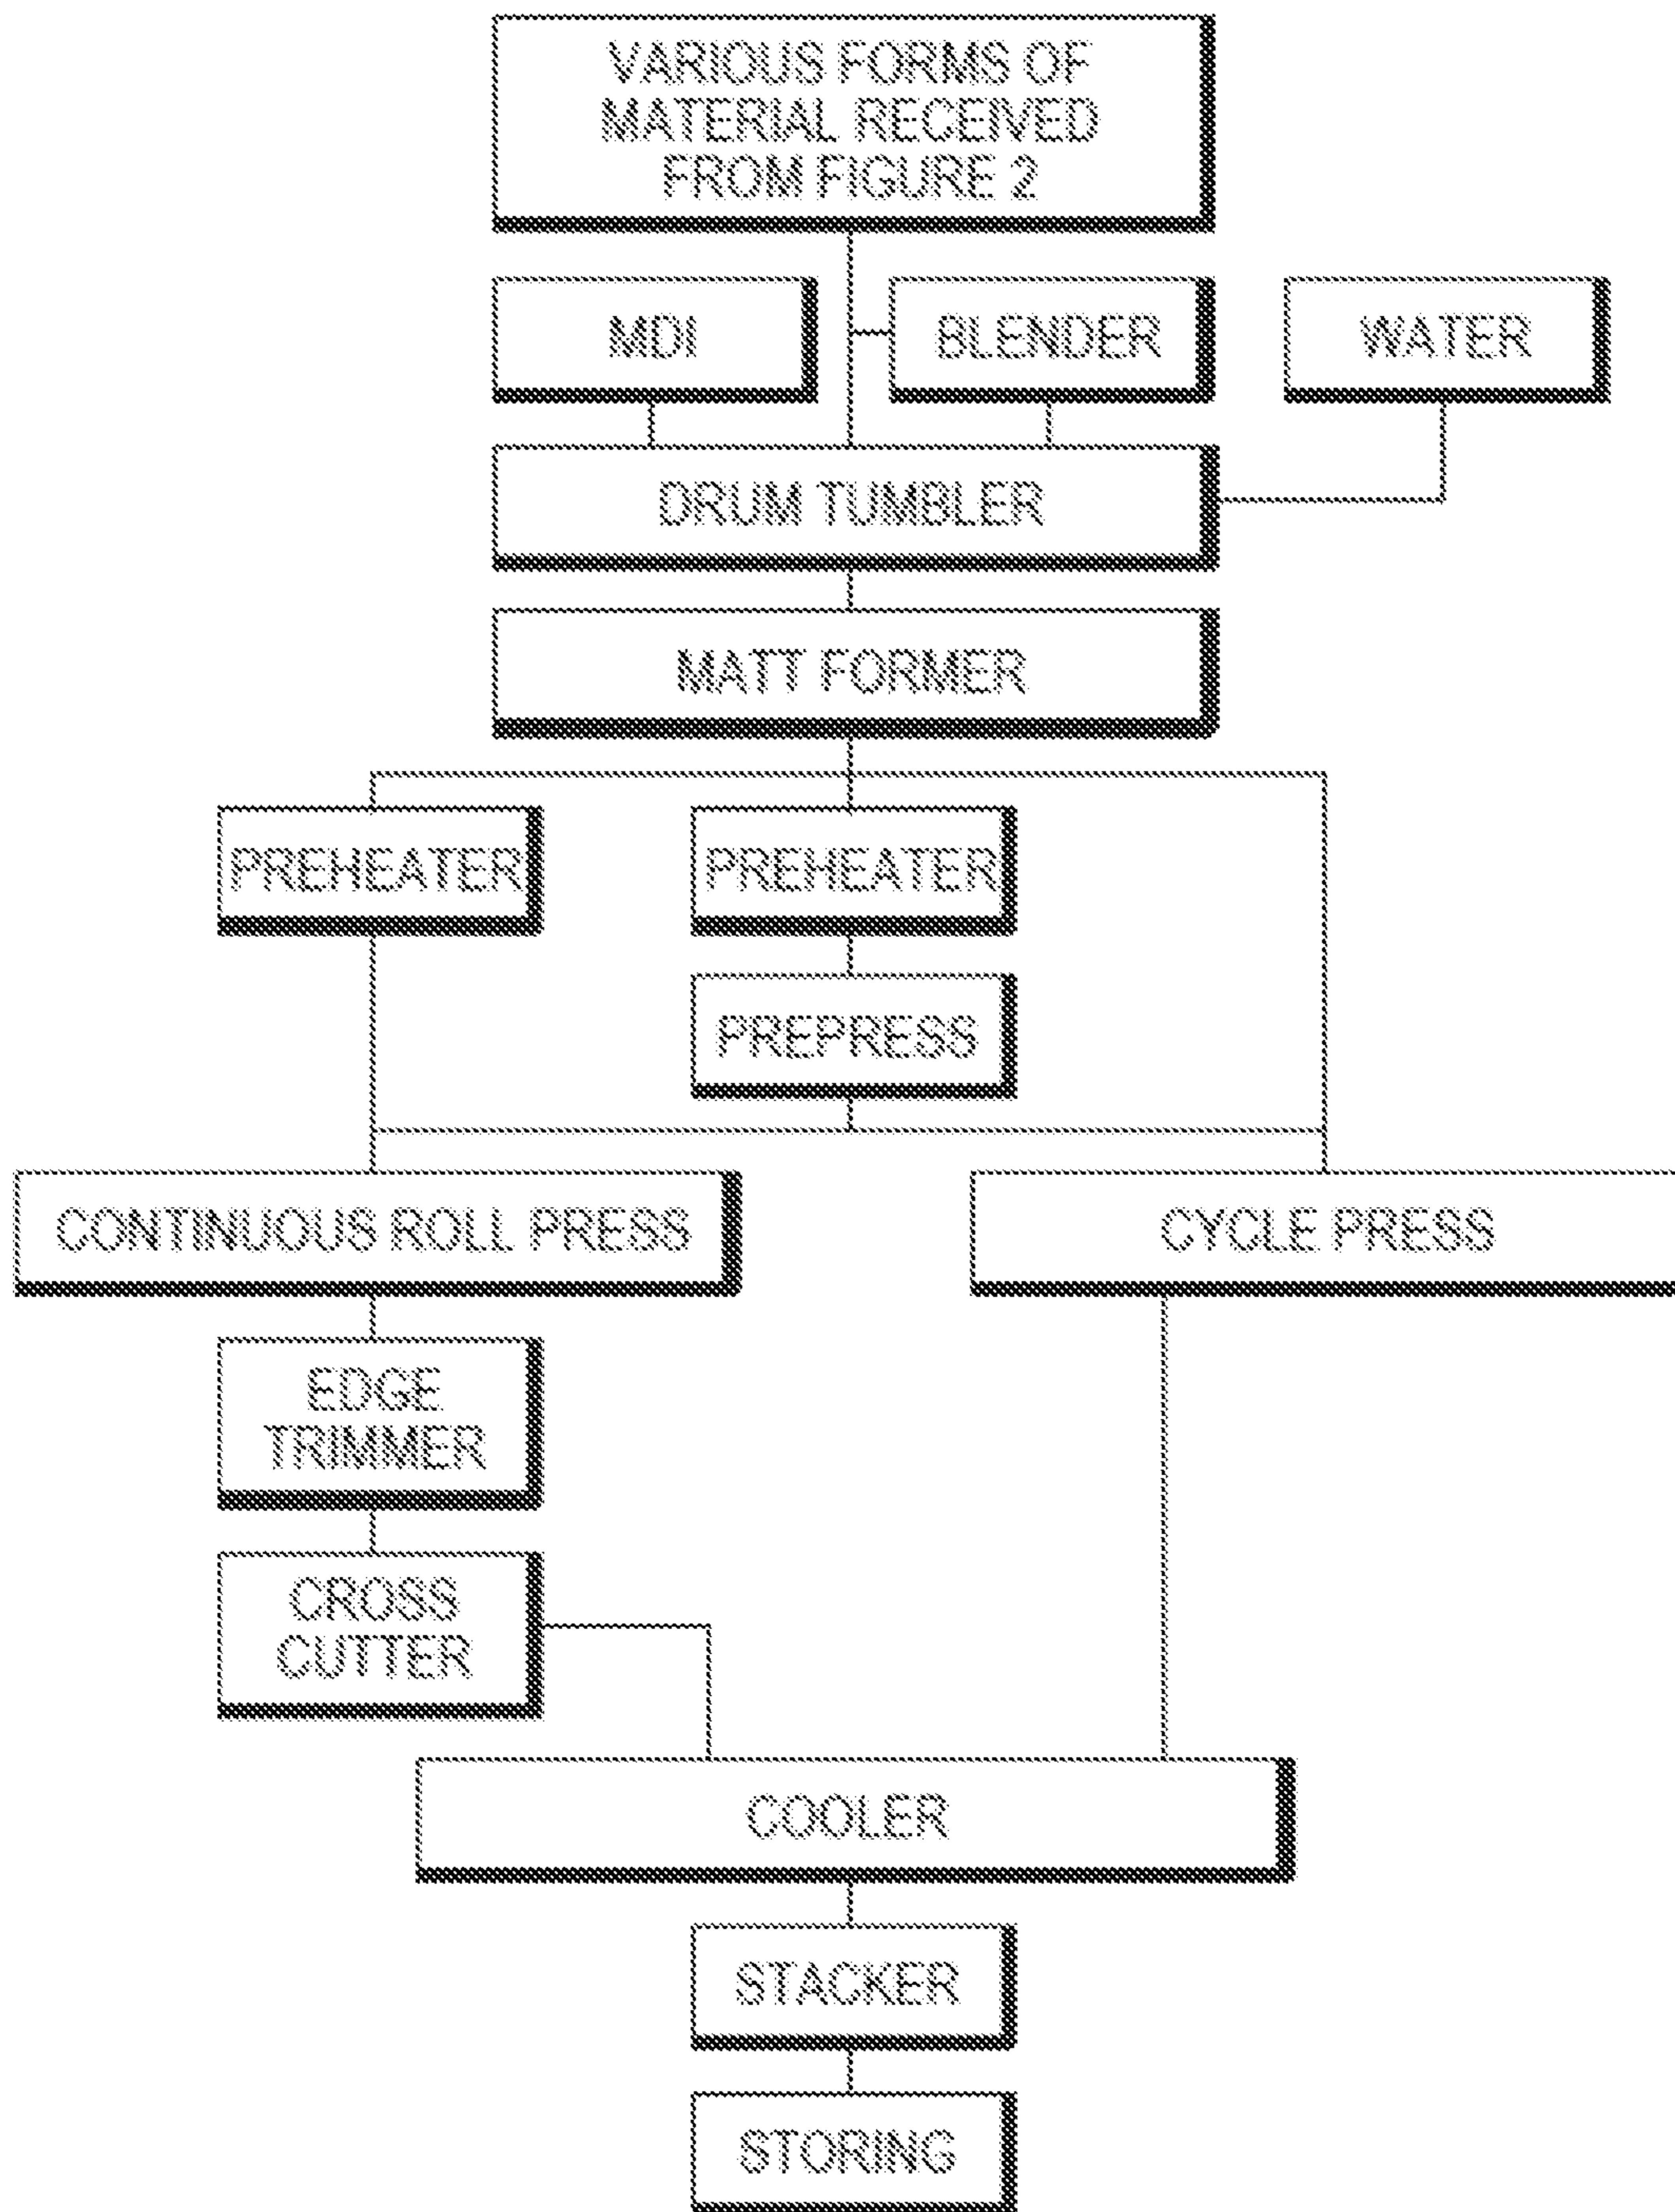 VARIOUS FORMS OF
MATERIAL RECEIVED
FROM FIGURE 2
MDI
BLENDER
WATER
DRUM TUMBLER
MATT FORMER
PREHEATER
PREHEATER
PREPRESS
CONTINUOUS ROLL PRESS
CYCLE PRESS
EDGE
TRIMMER
CROSS
CUTTER
COOLER
STACKER
STORING